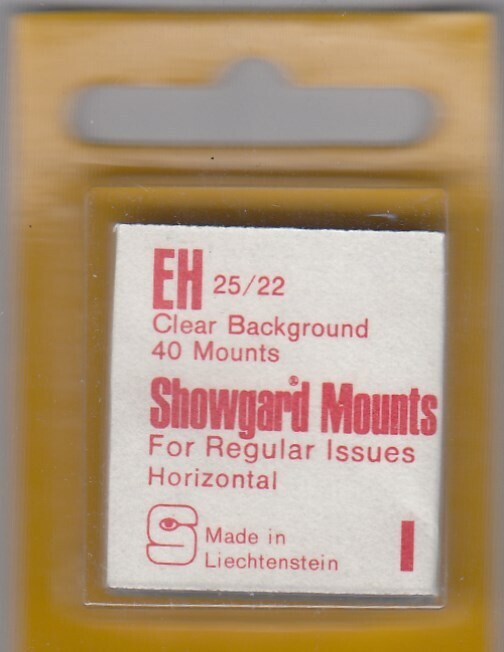 EH 25/22
Clear Background
40 Mounts
Showgard® Mounts
For Regular Issues
Horizontal
S Made in
Liechtenstein
I